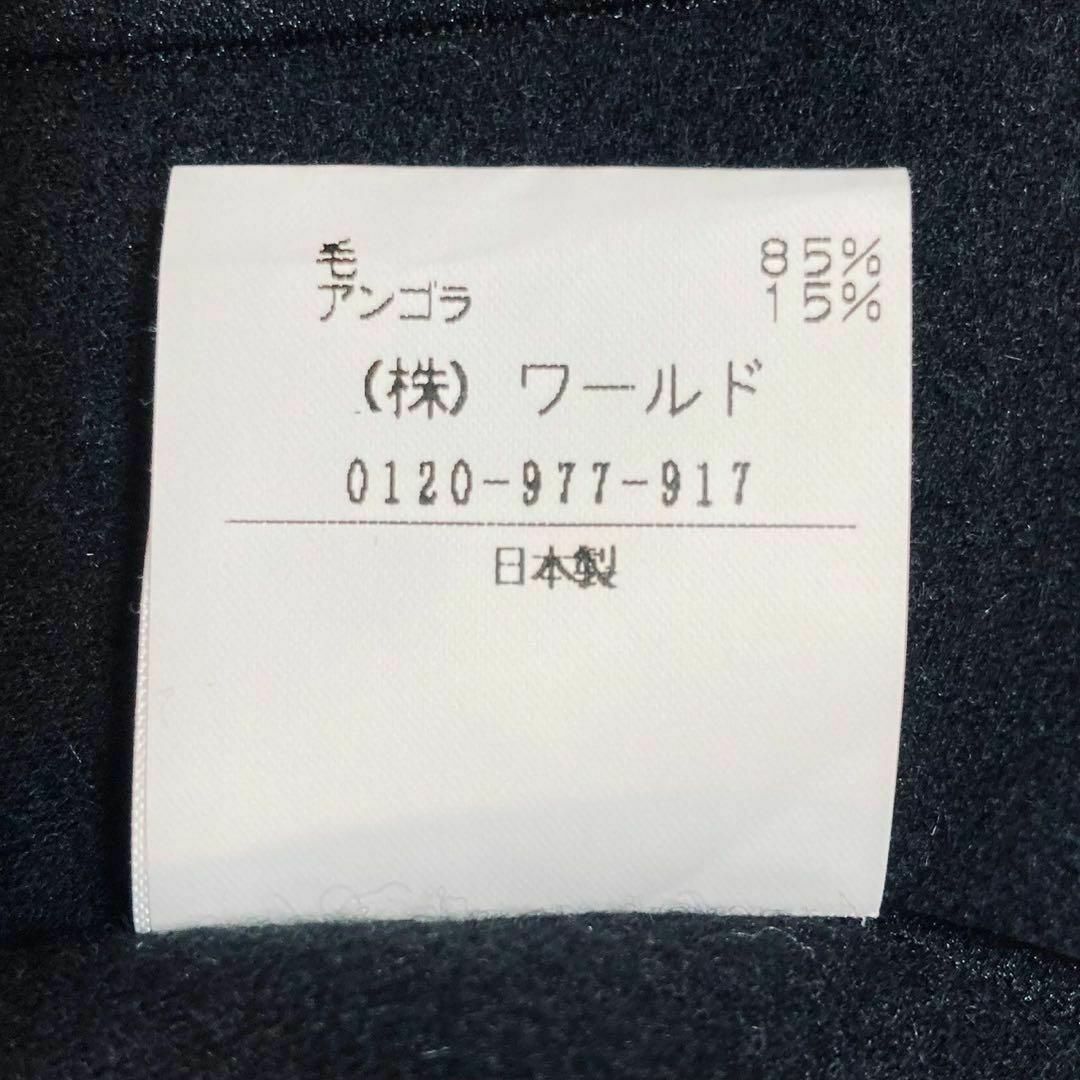 毛 85%
アンゴラ 15%
(株) ワールド
0120-977-917
日本製